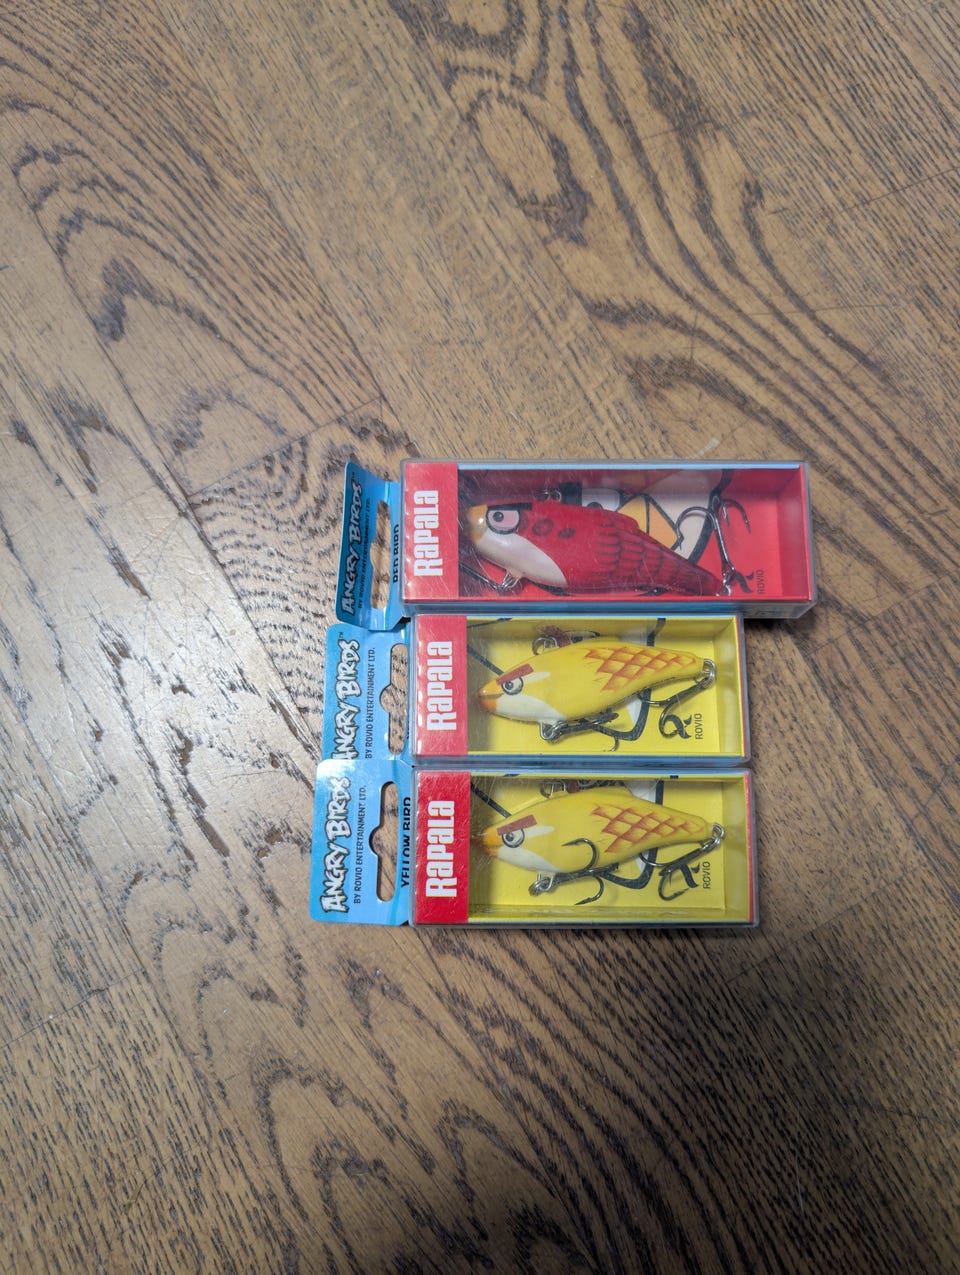 ANGRY BIRDS
BY ROVIO ENTERTAINMENT LTD.
RED BIRD
Rapala
ROVIO
ANGRY BIRDS™
BY ROVIO ENTERTAINMENT LTD.
Rapala
ROVIO
ANGRY BIRDS
BY ROVIO ENTERTAINMENT LTD.
YELLOW BIRD
Rapala
ROVIO